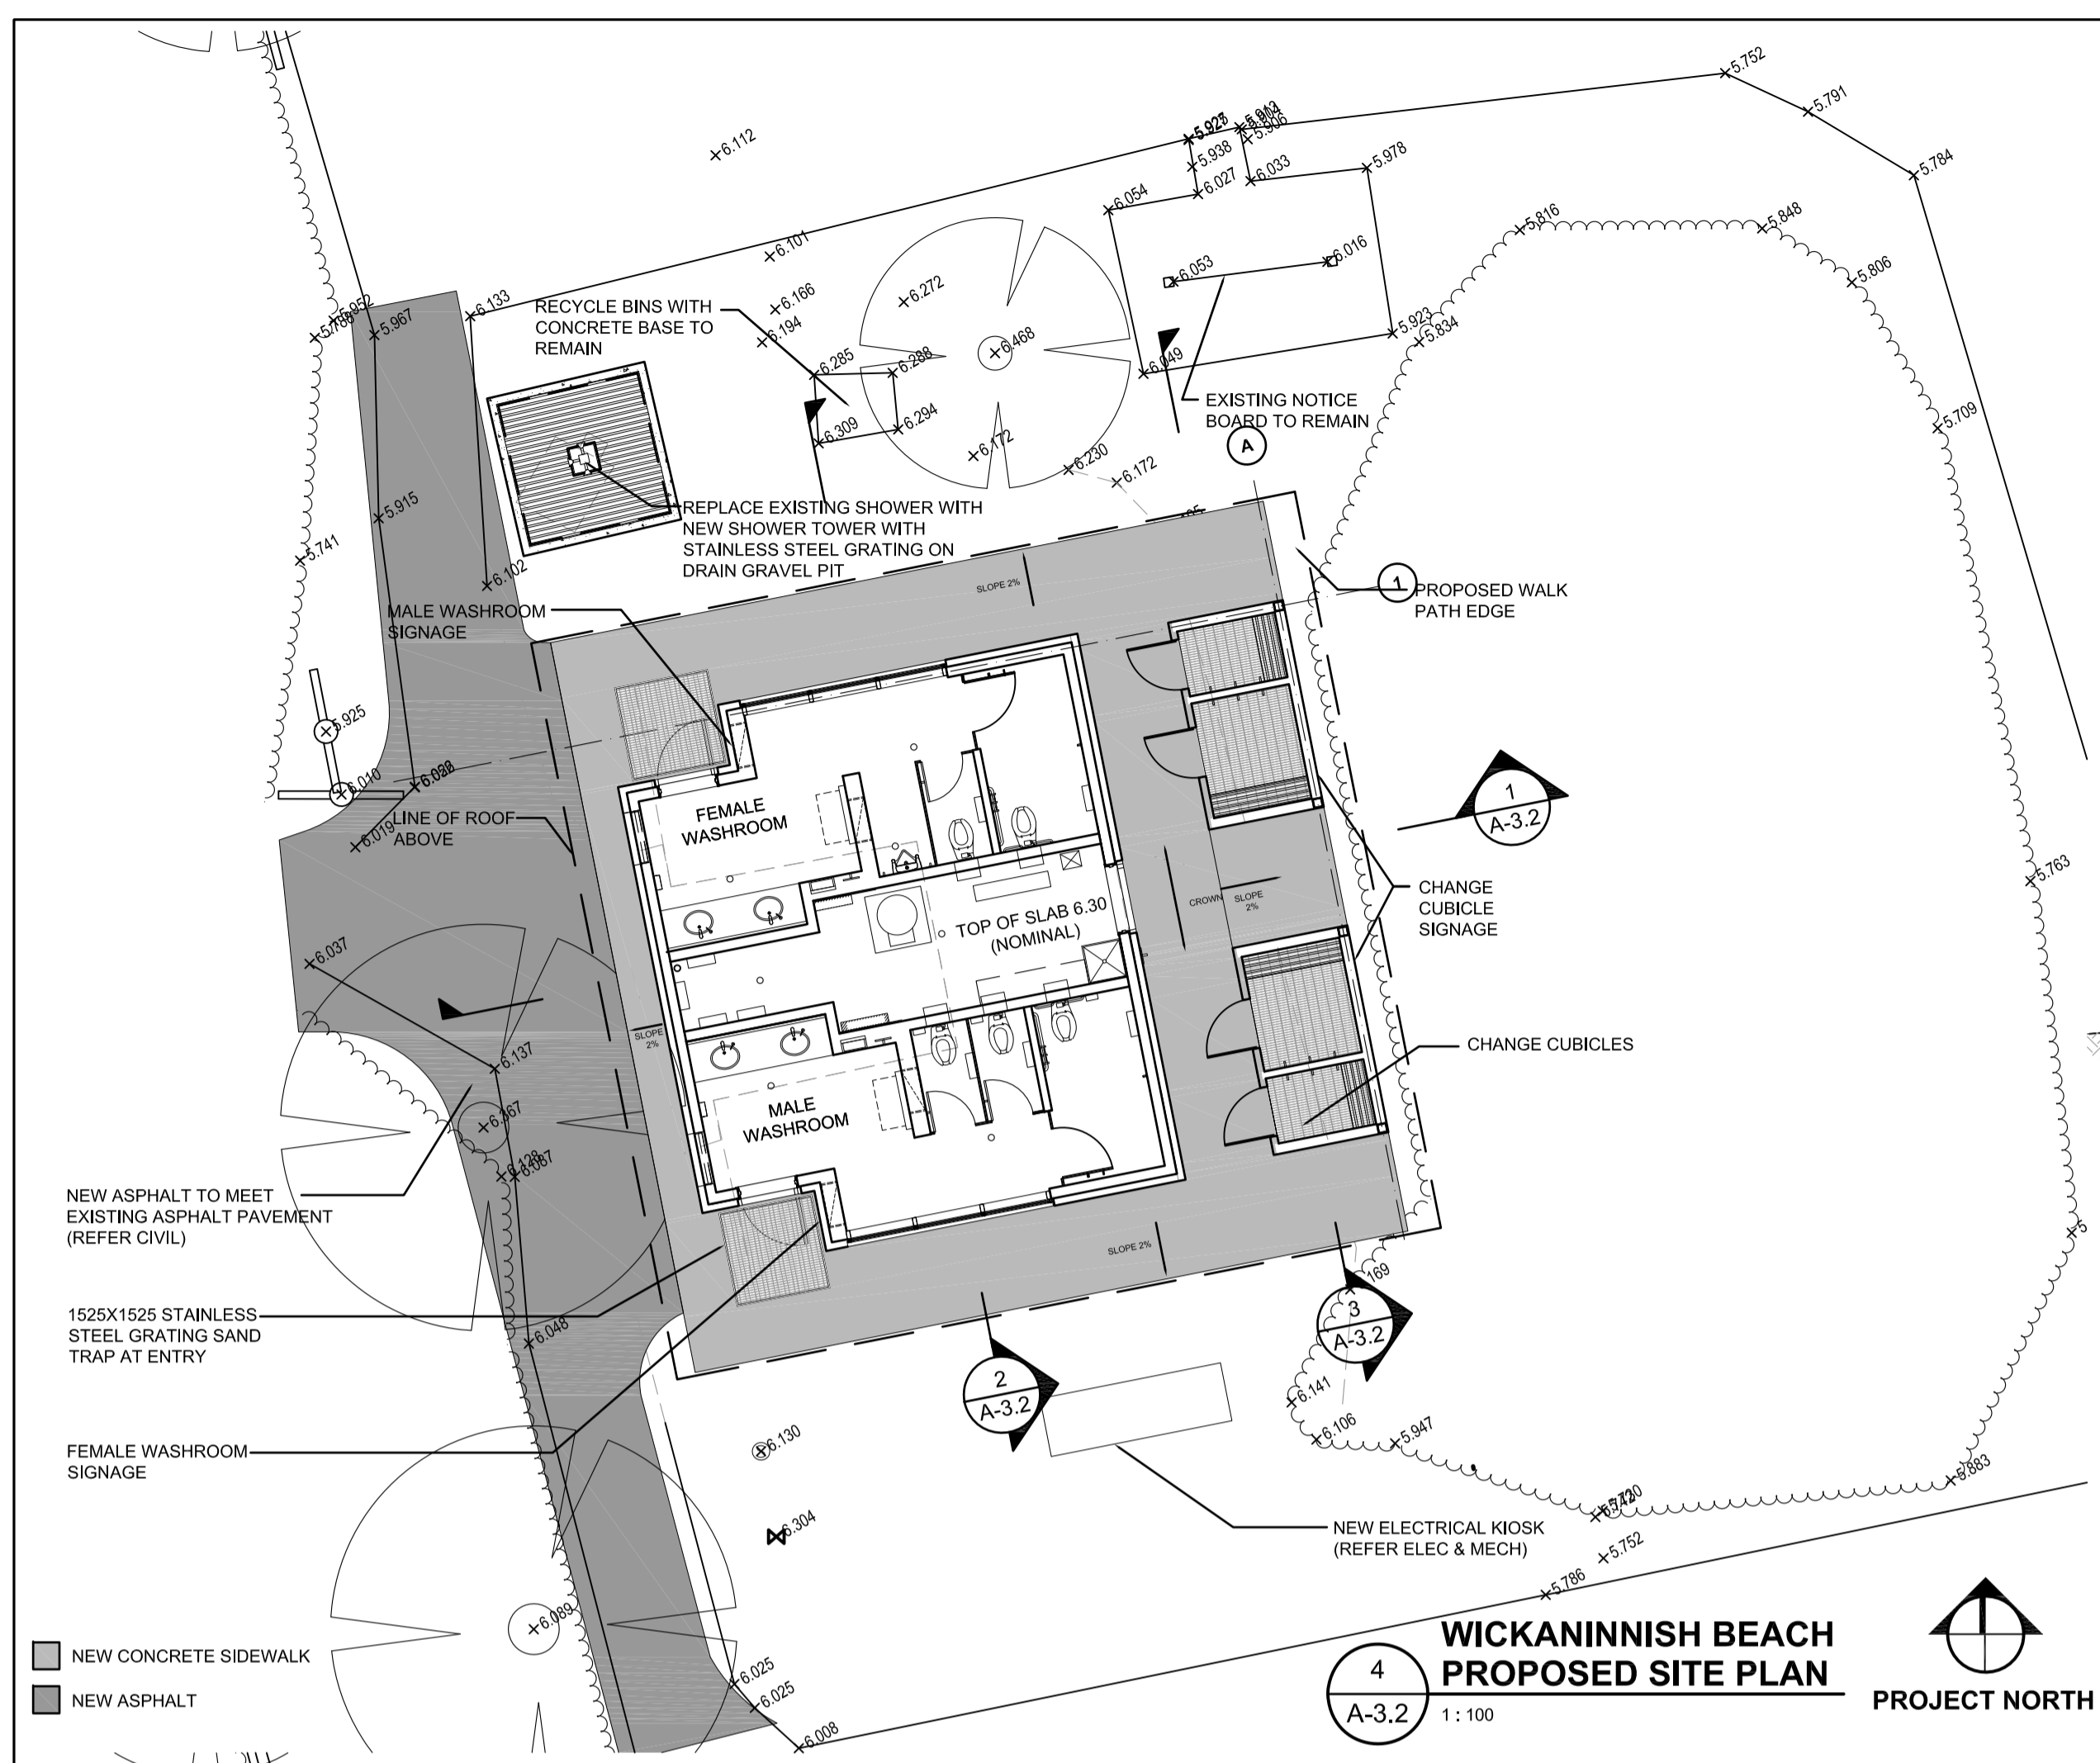 5.752
5.791
5.784
6.112
5.938
5.906
6.027
6.033
5.978
6.054
5.816
5.848
6.101
6.053
6.016
5.806
5.952
5.967
6.133
RECYCLE BINS WITH
CONCRETE BASE TO
REMAIN
6.166
6.194
6.272
6.468
5.923
5.834
6.285
6.288
6.049
6.309
6.294
EXISTING NOTICE
BOARD TO REMAIN
5.709
6.172
6.230
6.172
A
5.915
REPLACE EXISTING SHOWER WITH
NEW SHOWER TOWER WITH
STAINLESS STEEL GRATING ON
DRAIN GRAVEL PIT
5.741
6.102
SLOPE 2%
1
PROPOSED WALK
PATH EDGE
MALE WASHROOM
SIGNAGE
5.925
6.010
6.019
LINE OF ROOF
ABOVE
FEMALE
WASHROOM
1
A-3.2
5.763
CHANGE
CUBICLE
SIGNAGE
CROWN
SLOPE
2%
TOP OF SLAB 6.30
(NOMINAL)
6.037
SLOPE
2%
6.137
CHANGE CUBICLES
MALE
WASHROOM
6.367
6.128
6.087
NEW ASPHALT TO MEET
EXISTING ASPHALT PAVEMENT
(REFER CIVIL)
SLOPE 2%
169
3
A-3.2
1525X1525 STAINLESS
STEEL GRATING SAND
TRAP AT ENTRY
6.048
2
A-3.2
6.141
6.106
5.947
FEMALE WASHROOM
SIGNAGE
6.130
5.883
6.304
NEW ELECTRICAL KIOSK
(REFER ELEC & MECH)
5.752
5.786
6.089
NEW CONCRETE SIDEWALK
NEW ASPHALT
6.025
6.025
6.008
4
A-3.2
WICKANINNISH BEACH
PROPOSED SITE PLAN
1 : 100
PROJECT NORTH